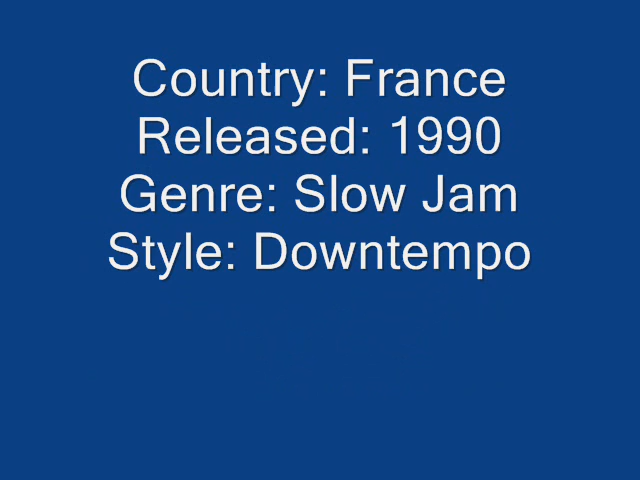 Country: France
Released: 1990
Genre: Slow Jam
Style: Downtempo